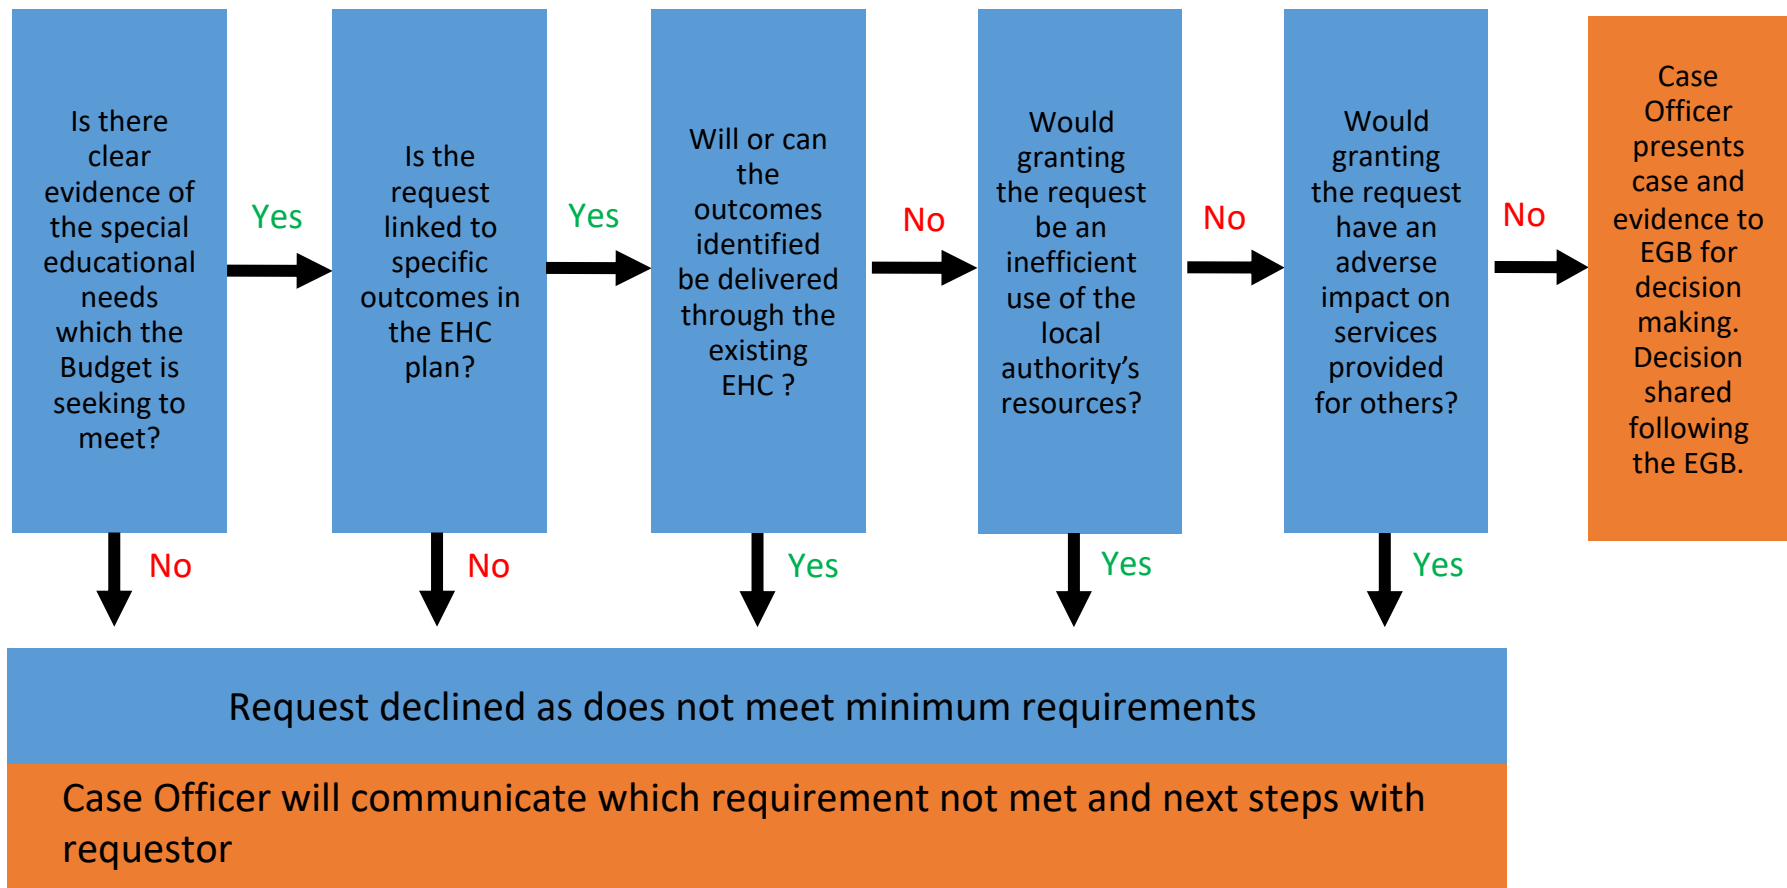 Is there
clear
evidence of
the special
educational
needs
which the
Budget is
seeking to
meet?
Yes
No
Is the
request
linked to
specific
outcomes in
the EHC
plan?
Yes
No
Will or can
the
outcomes
identified
be delivered
through the
existing
EHC ?
No
Yes
Would
granting
the request
be an
inefficient
use of the
local
authority’s
resources?
No
Yes
Would
granting
the request
have an
adverse
impact on
services
provided
for others?
No
Yes
Case
Officer
presents
case and
evidence to
EGB for
decision
making.
Decision
shared
following
the EGB.
Request declined as does not meet minimum requirements
Case Officer will communicate which requirement not met and next steps with
requestor